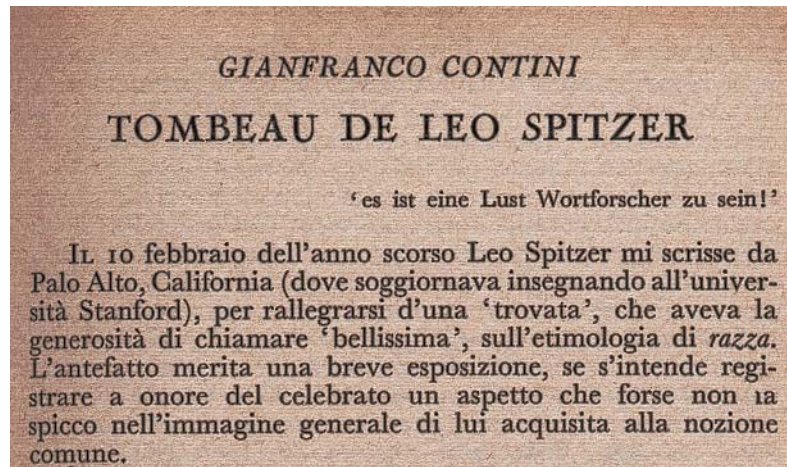 GIANFRANCO CONTINI
TOMBEAU DE LEO SPITZER
‘es ist eine Lust Wortforscher zu sein!’
IL 10 febbraio dell’anno scorso Leo Spitzer mi scrisse da
Palo Alto, California (dove soggiornava insegnando all’univer-
sità Stanford), per rallegrarsi d’una ‘trovata’, che aveva la
generosità di chiamare ‘bellissima’, sull’etimologia di razza.
L’antefatto merita una breve esposizione, se s’intende regi-
strare a onore del celebrato un aspetto che forse non
spicco nell’immagine generale di lui acquisita alla nozione
comune.